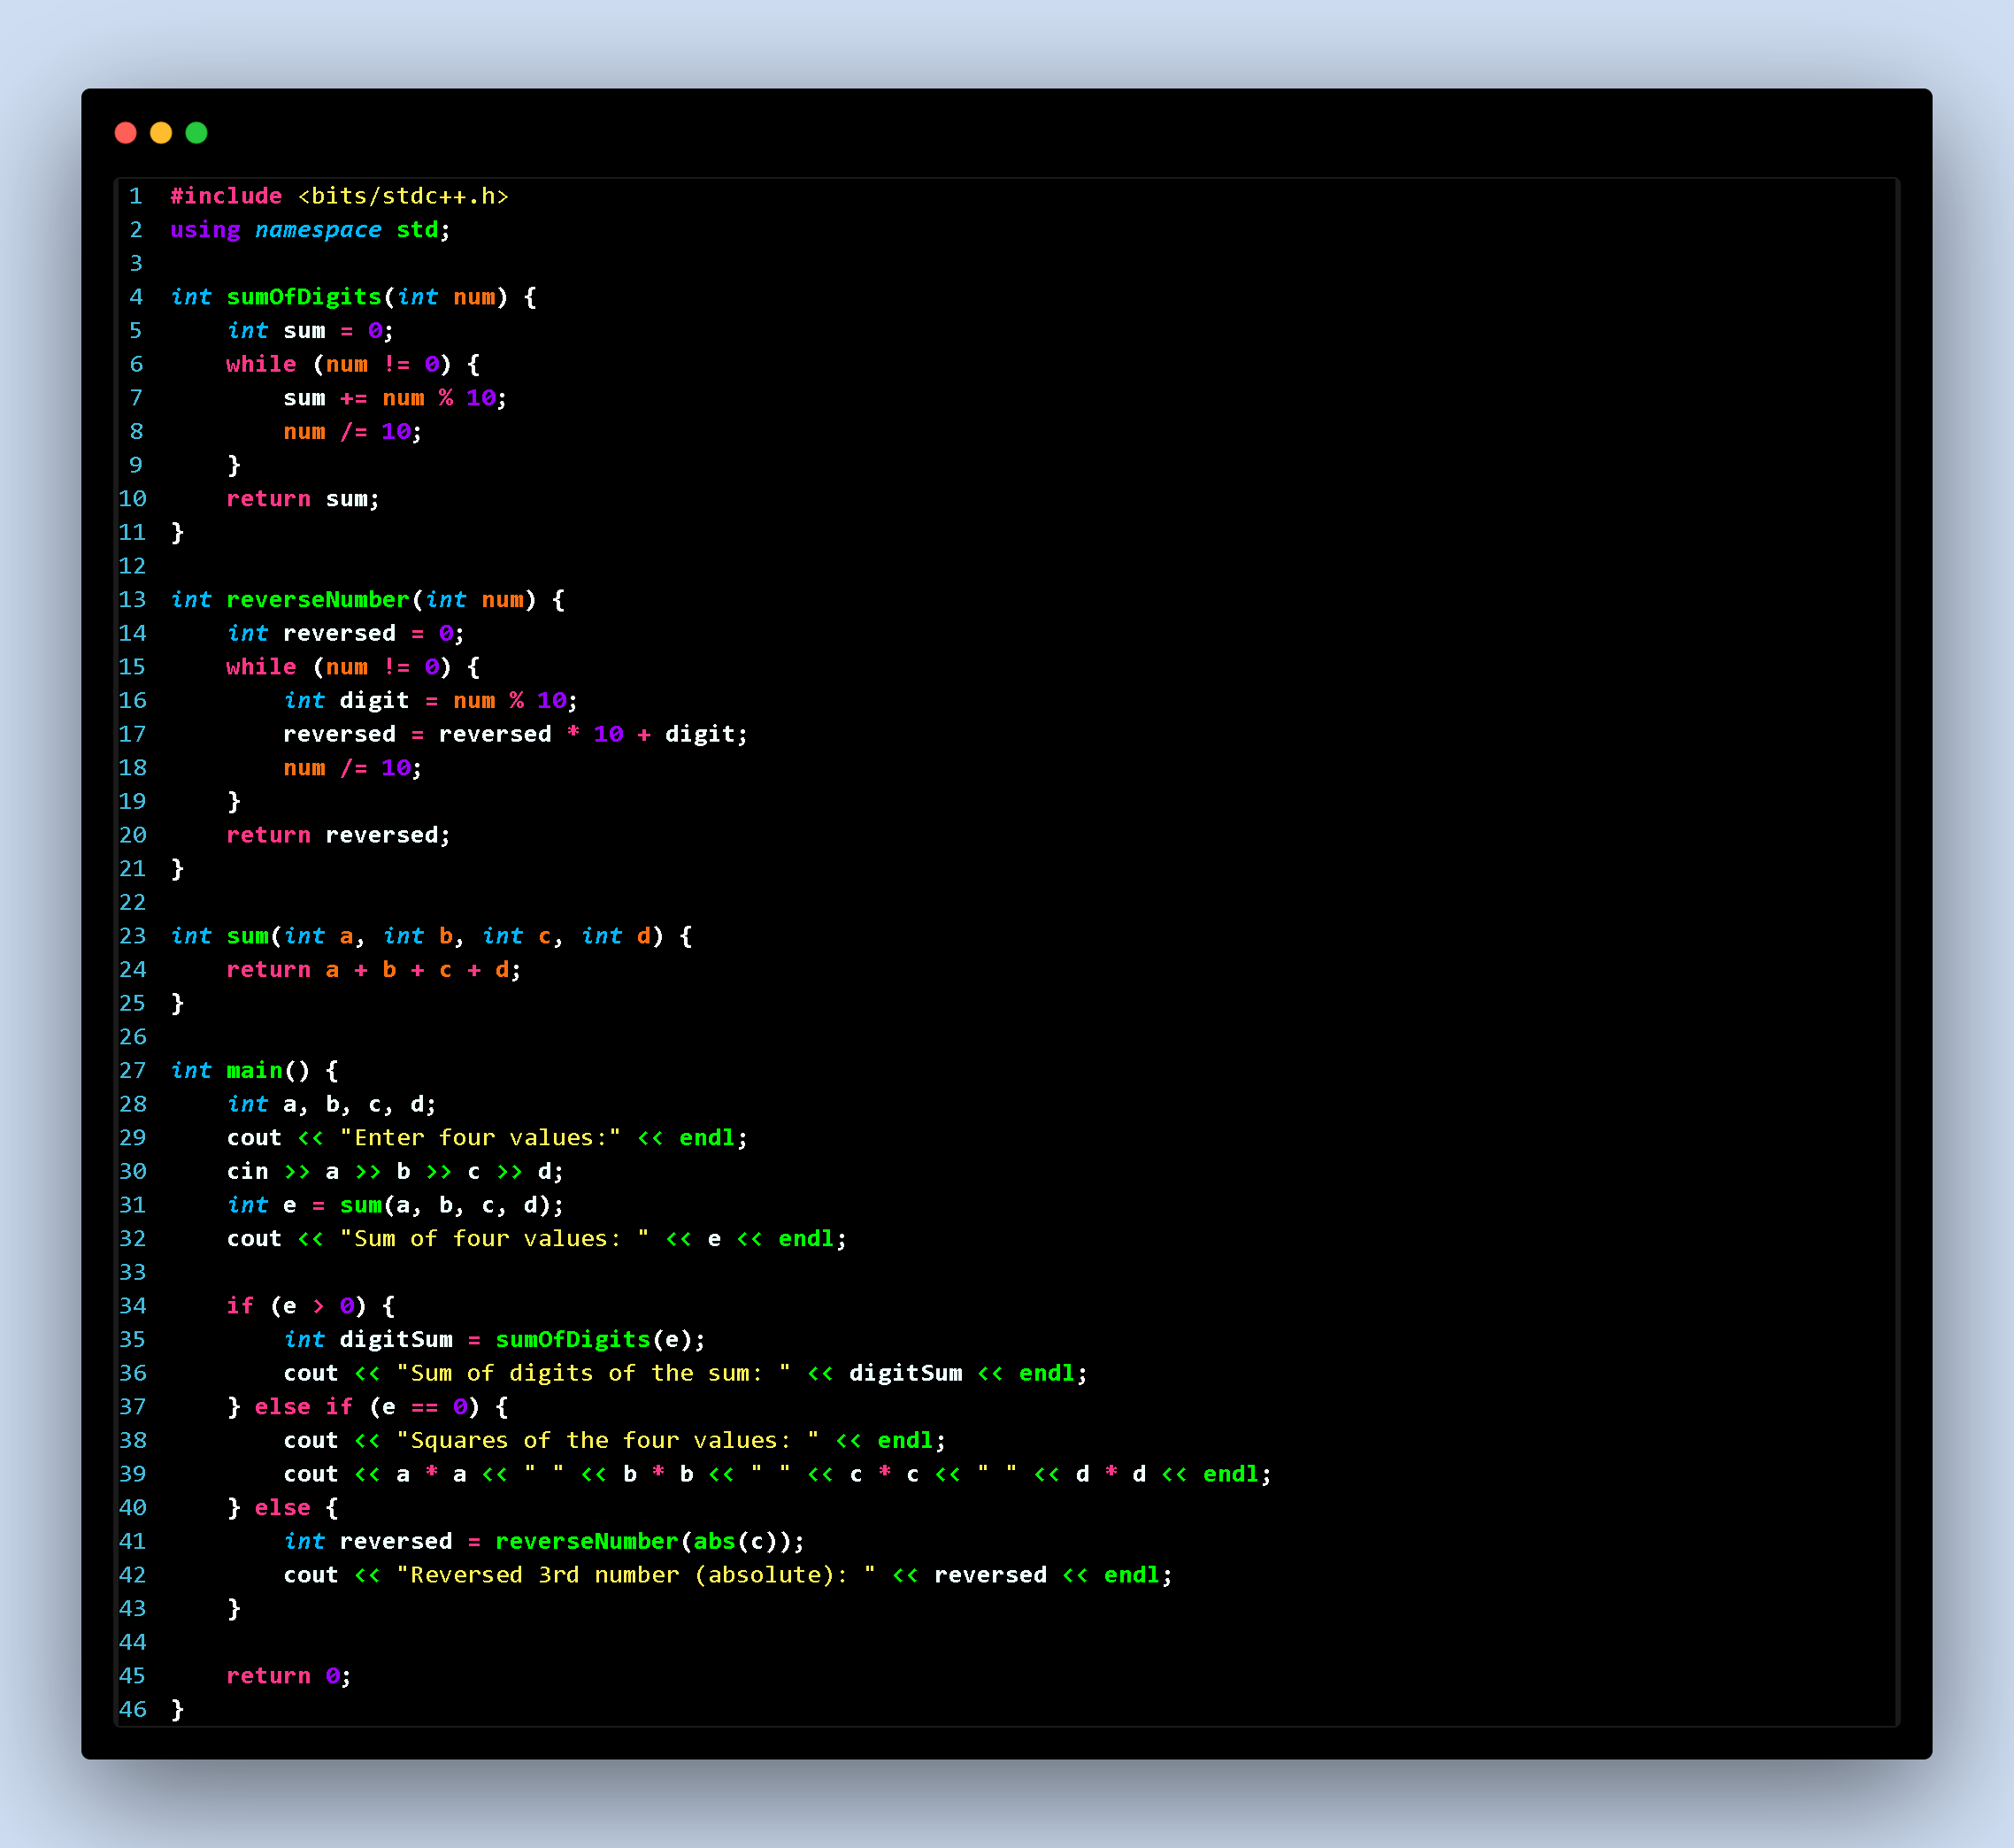 1 #include <bits/stdc++.h>
2 using namespace std;
3
4 int sumOfDigits(int num) {
5     int sum = 0;
6     while (num != 0) {
7         sum += num % 10;
8         num /= 10;
9     }
10     return sum;
11 }
12
13 int reverseNumber(int num) {
14     int reversed = 0;
15     while (num != 0) {
16         int digit = num % 10;
17         reversed = reversed * 10 + digit;
18         num /= 10;
19     }
20     return reversed;
21 }
22
23 int sum(int a, int b, int c, int d) {
24     return a + b + c + d;
25 }
26
27 int main() {
28     int a, b, c, d;
29     cout << "Enter four values:" << endl;
30     cin >> a >> b >> c >> d;
31     int e = sum(a, b, c, d);
32     cout << "Sum of four values: " << e << endl;
33
34     if (e > 0) {
35         int digitSum = sumOfDigits(e);
36         cout << "Sum of digits of the sum: " << digitSum << endl;
37     } else if (e == 0) {
38         cout << "Squares of the four values: " << endl;
39         cout << a * a << " " << b * b << " " << c * c << " " << d * d << endl;
40     } else {
41         int reversed = reverseNumber(abs(c));
42         cout << "Reversed 3rd number (absolute): " << reversed << endl;
43     }
44
45     return 0;
46 }